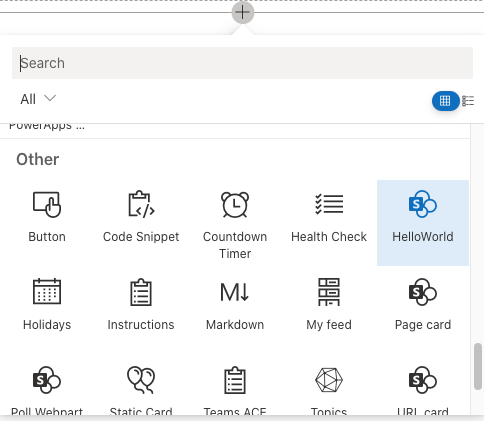 Search
All
PowerApps ...
Other
Button
Code Snippet
Countdown
Timer
Health Check
HelloWorld
Holidays
Instructions
Markdown
My feed
Page card
Poll Webpart
Static Card
Teams ACE
Topics
URL card